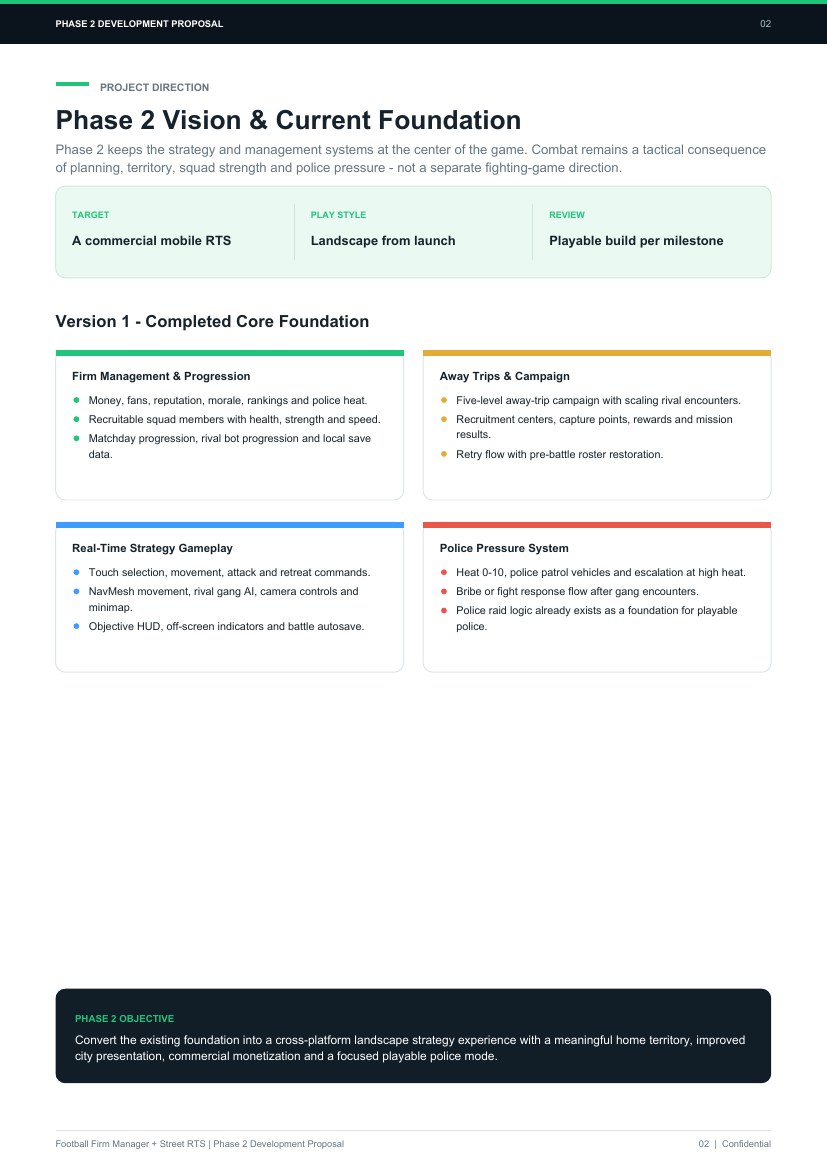 PHASE 2 DEVELOPMENT PROPOSAL
02
PROJECT DIRECTION
Phase 2 Vision & Current Foundation
Phase 2 keeps the strategy and management systems at the center of the game. Combat remains a tactical consequence
of planning, territory, squad strength and police pressure - not a separate fighting-game direction.
TARGET
A commercial mobile RTS
PLAY STYLE
Landscape from launch
REVIEW
Playable build per milestone
Version 1 - Completed Core Foundation
Firm Management & Progression
Money, fans, reputation, morale, rankings and police heat.
Recruitable squad members with health, strength and speed.
Matchday progression, rival bot progression and local save
data.
Away Trips & Campaign
Five-level away-trip campaign with scaling rival encounters.
Recruitment centers, capture points, rewards and mission
results.
Retry flow with pre-battle roster restoration.
Real-Time Strategy Gameplay
Touch selection, movement, attack and retreat commands.
NavMesh movement, rival gang AI, camera controls and
minimap.
Objective HUD, off-screen indicators and battle autosave.
Police Pressure System
Heat 0-10, police patrol vehicles and escalation at high heat.
Bribe or fight response flow after gang encounters.
Police raid logic already exists as a foundation for playable
police.
PHASE 2 OBJECTIVE
Convert the existing foundation into a cross-platform landscape strategy experience with a meaningful home territory, improved
city presentation, commercial monetization and a focused playable police mode.
Football Firm Manager + Street RTS | Phase 2 Development Proposal
02 | Confidential